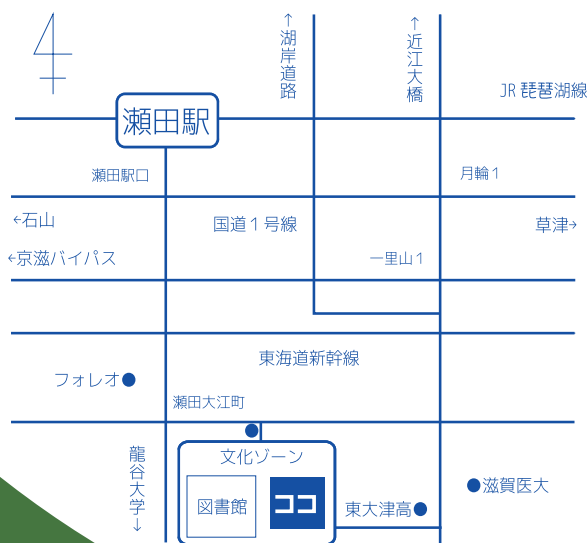 ↑湖岸道路
↑近江大橋
JR 琵琶湖線
瀬田駅
瀬田駅口
月輪1
←石山
国道1号線
草津→
←京滋バイパス
一里山1
東海道新幹線
フォレオ●
瀬田大江町
龍谷大学↓
文化ゾーン
図書館
ココ
東大津高●
●滋賀医大